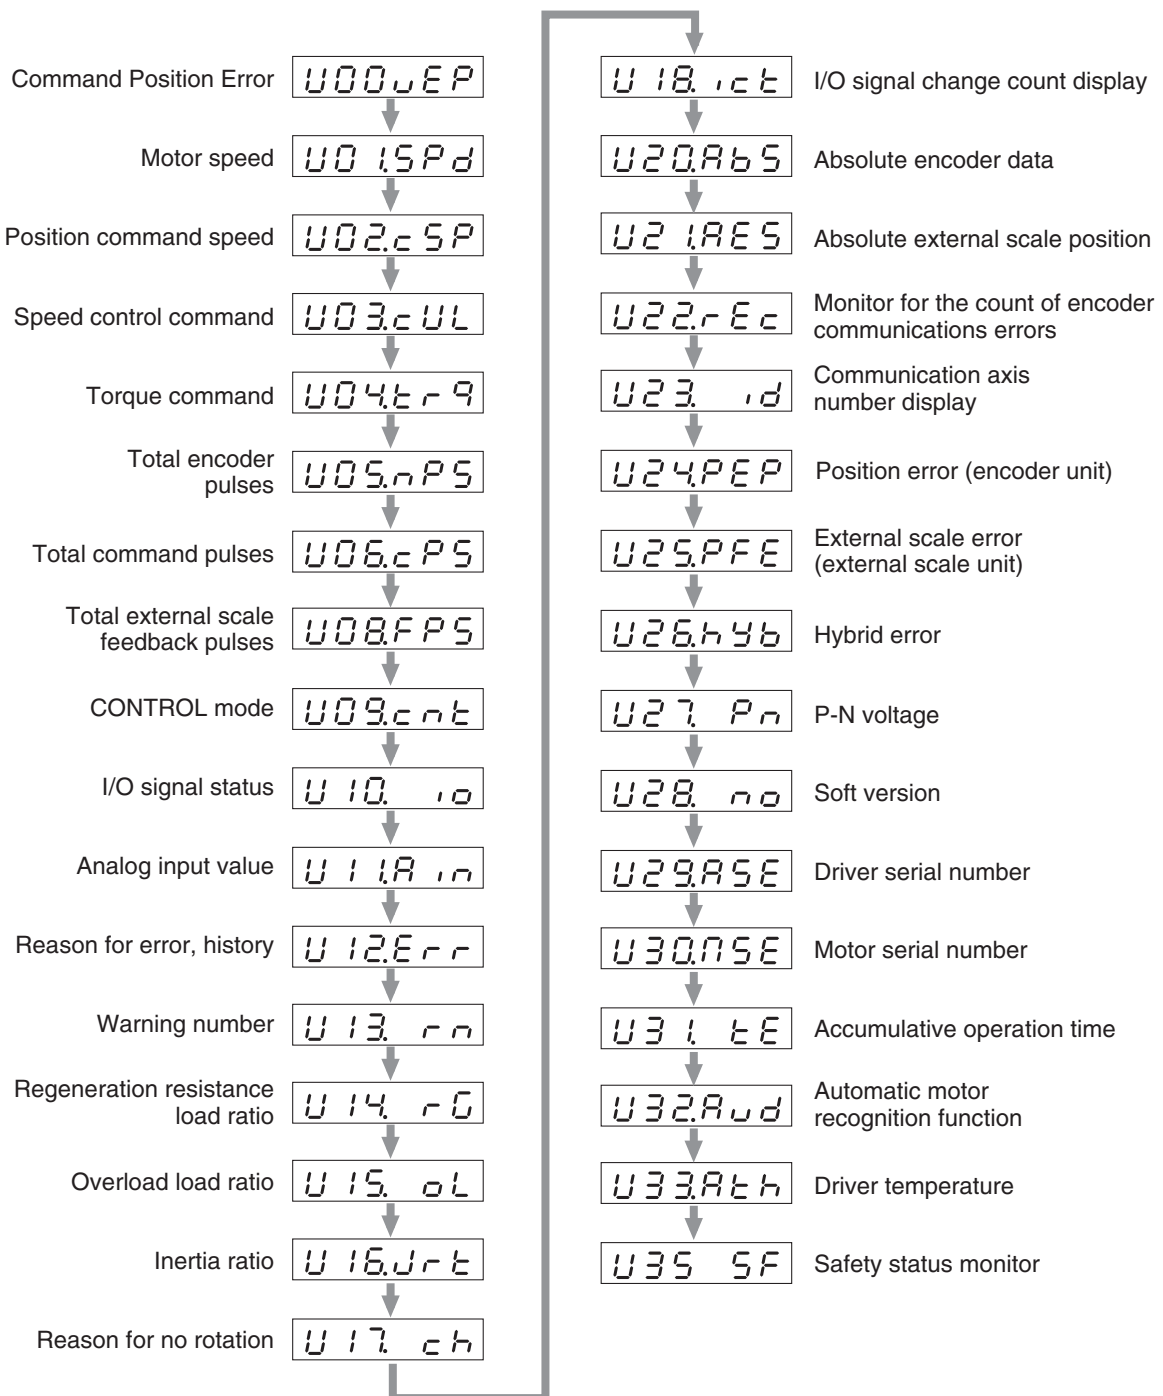 Command Position Error U00uEP
Motor speed U01.SPd
Position command speed U02.cSP
Speed control command U03.cUL
Torque command U04.trq
Total encoder
pulses U05.nPS
Total command pulses U06.cPS
Total external scale
feedback pulses U08.FPS
CONTROL mode U09.cnt
I/O signal status U10. io
Analog input value U11.Ain
Reason for error, history U12.Err
Warning number U13. rn
Regeneration resistance
load ratio U14. rG
Overload load ratio U15. oL
Inertia ratio U16.Jrt
Reason for no rotation U17. ch
U18.ict I/O signal change count display
U20.AbS Absolute encoder data
U21.AES Absolute external scale position
U22.rEc Monitor for the count of encoder
communications errors
U23. id Communication axis
number display
U24.PEP Position error (encoder unit)
U25.PFE External scale error
(external scale unit)
U26.hyb Hybrid error
U27. Pn P-N voltage
U28. no Soft version
U29.ASE Driver serial number
U30.MSE Motor serial number
U31. tE Accumulative operation time
U32.Aud Automatic motor
recognition function
U33.Ath Driver temperature
U35 SF Safety status monitor